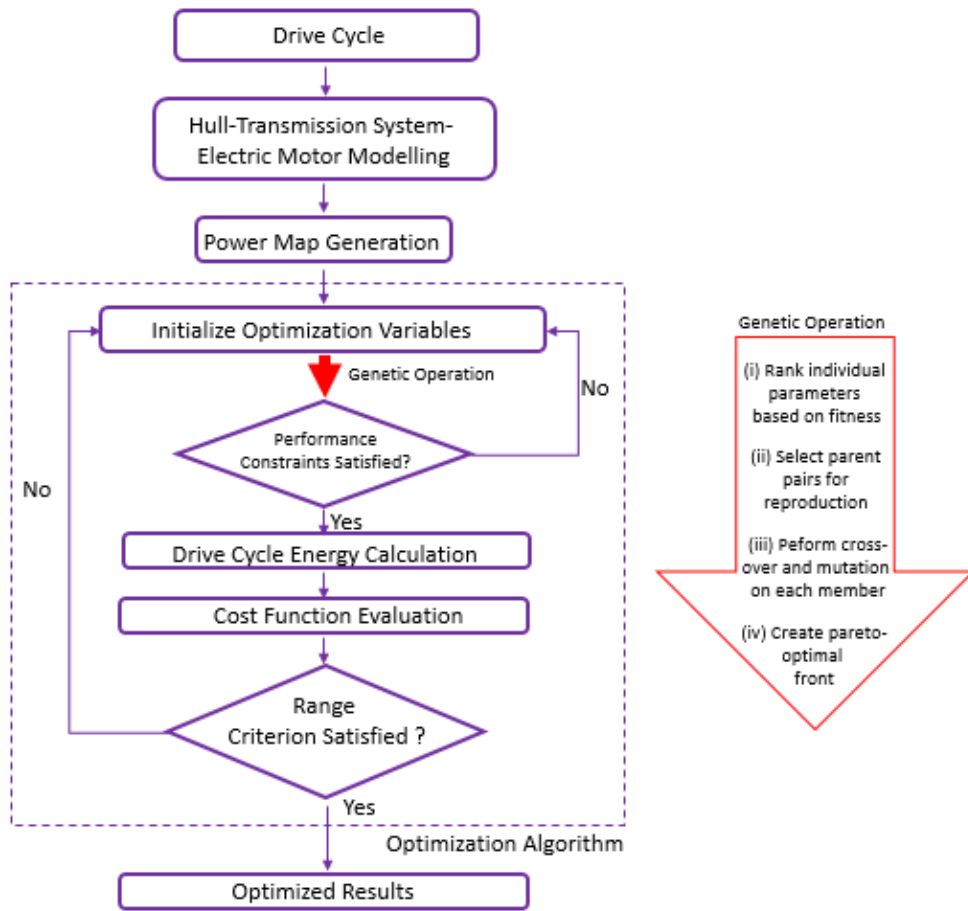 Drive Cycle
Hull-Transmission System-
Electric Motor Modelling
Power Map Generation
Initialize Optimization Variables
Genetic Operation
No
Performance
Constraints Satisfied?
No
Yes
Drive Cycle Energy Calculation
Cost Function Evaluation
Range
Criterion Satisfied ?
Yes
Optimization Algorithm
Optimized Results
Genetic Operation
(i) Rank individual
parameters
based on fitness
(ii) Select parent
pairs for
reproduction
(iii) Peform cross-
over and mutation
on each member
(iv) Create pareto-
optimal
front